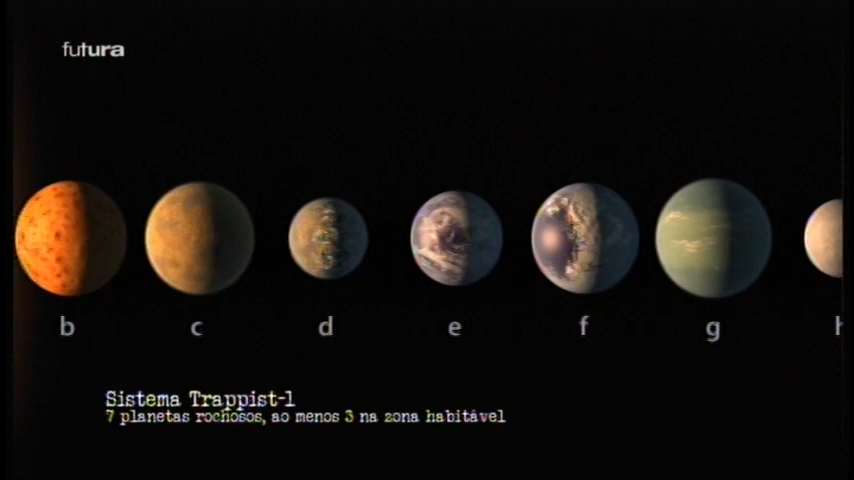 futura
b c d e f g h
Sistema Trappist-1
7 planetas rochosos, ao menos 3 na zona habitável